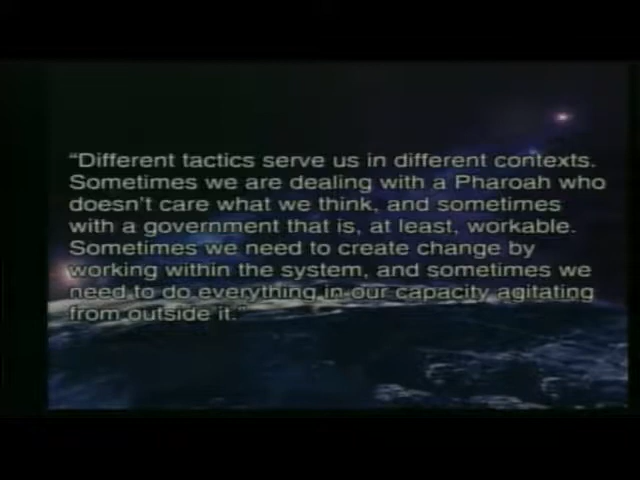 “Different tactics serve us in different contexts.
Sometimes we are dealing with a Pharoah who
doesn’t care what we think, and sometimes
with a government that is, at least, workable.
Sometimes we need to create change by
working within the system, and sometimes we
need to do everything in our capacity agitating
from outside it.”